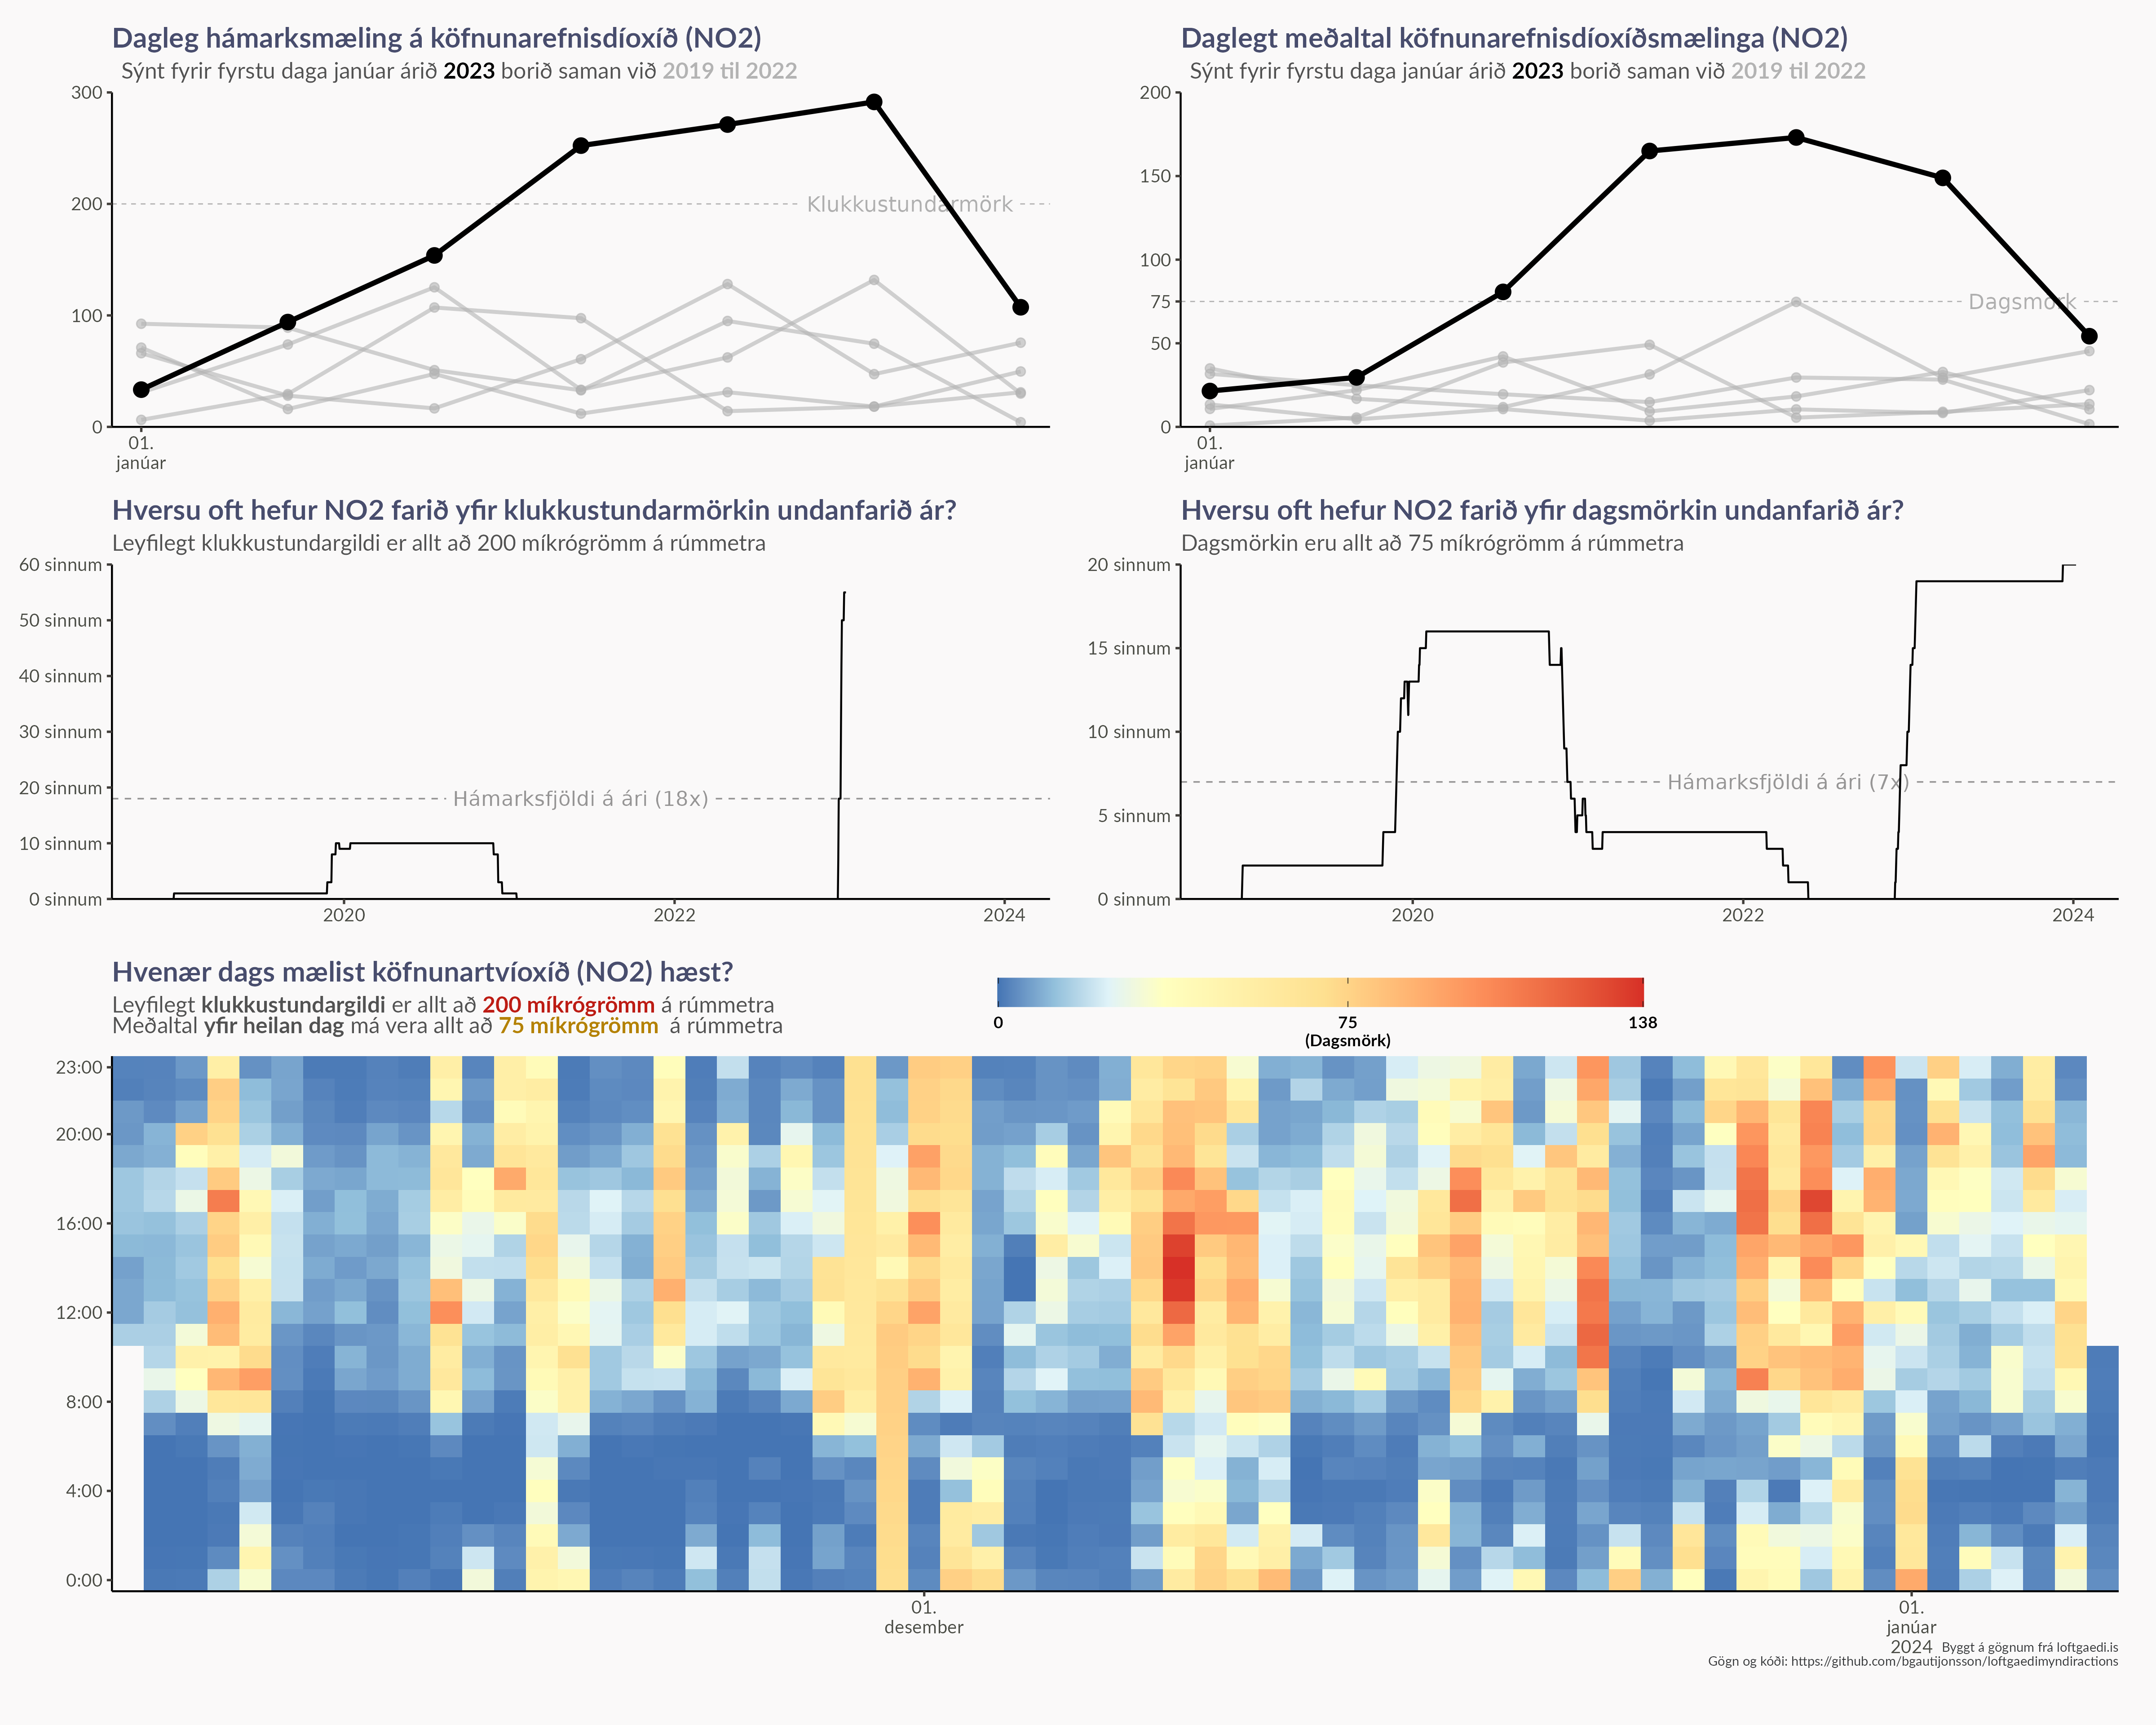 Dagleg hámarksmæling á köfnunarefnisdíoxíð (NO2)
Sýnt fyrir fyrstu daga janúar árið 2023 borið saman við 2019 til 2022
300
200
100
0
Klukkustundarmörk
01.
janúar
Daglegt meðaltal köfnunarefnisdíoxíðsmælinga (NO2)
Sýnt fyrir fyrstu daga janúar árið 2023 borið saman við 2019 til 2022
200
150
100
75
50
0
Dagsmörk
01.
janúar
Hversu oft hefur NO2 farið yfir klukkustundarmörkin undanfarið ár?
Leyfilegt klukkustundargildi er allt að 200 míkrógrömm á rúmmetra
60 sinnum
50 sinnum
40 sinnum
30 sinnum
20 sinnum
10 sinnum
0 sinnum
Hámarksfjöldi á ári (18x)
2020
2022
2024
Hversu oft hefur NO2 farið yfir dagsmörkin undanfarið ár?
Dagsmörkin eru allt að 75 míkrógrömm á rúmmetra
20 sinnum
15 sinnum
10 sinnum
5 sinnum
0 sinnum
Hámarksfjöldi á ári (7x)
2020
2022
2024
Hvenær dags mælist köfnunartvíoxíð (NO2) hæst?
Leyfilegt klukkustundargildi er allt að 200 míkrógrömm á rúmmetra
Meðaltal yfir heilan dag má vera allt að 75 míkrógrömm á rúmmetra
0
75
(Dagsmörk)
138
23:00
20:00
16:00
12:00
8:00
4:00
0:00
01.
desember
01.
janúar
2024
Byggt á gögnum frá loftgaedi.is
Gögn og kóði: https://github.com/bgautijonsson/loftgaedimyndiractions